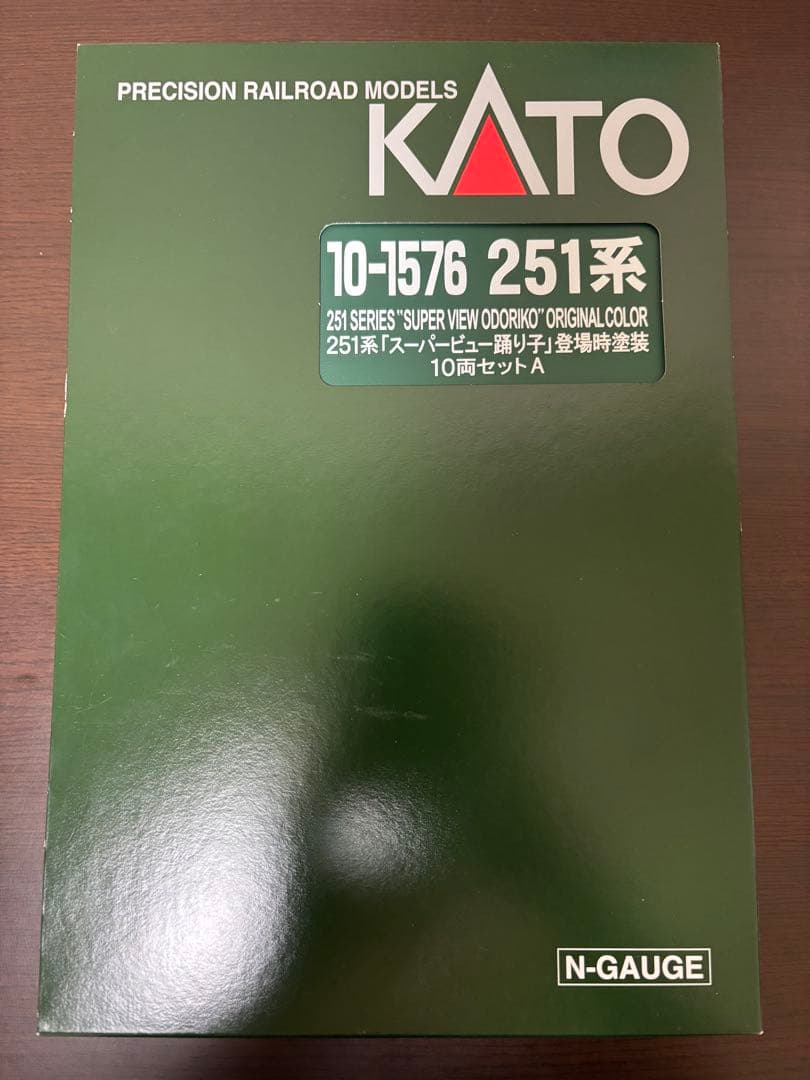 PRECISION RAILROAD MODELS
KATO
10-1576 251系
251 SERIES "SUPER VIEW ODORIKO" ORIGINAL COLOR
251系「スーパービュー踊り子」登場時塗装
10両セットA
N-GAUGE